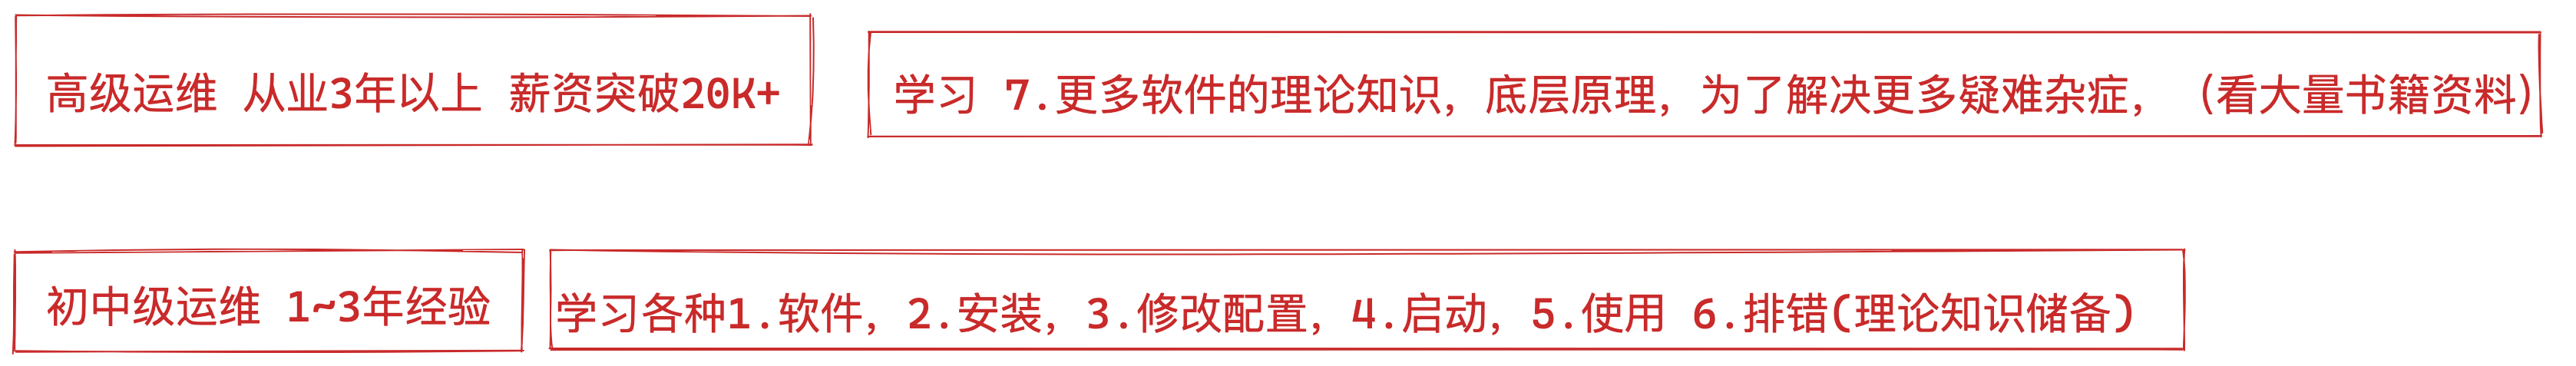 高级运维 从业3年以上 薪资突破20K+
学习 7.更多软件的理论知识，底层原理，为了解决更多疑难杂症， （看大量书籍资料）
初中级运维 1~3年经验
学习各种1.软件，2.安装，3.修改配置，4.启动，5.使用 6.排错(理论知识储备)